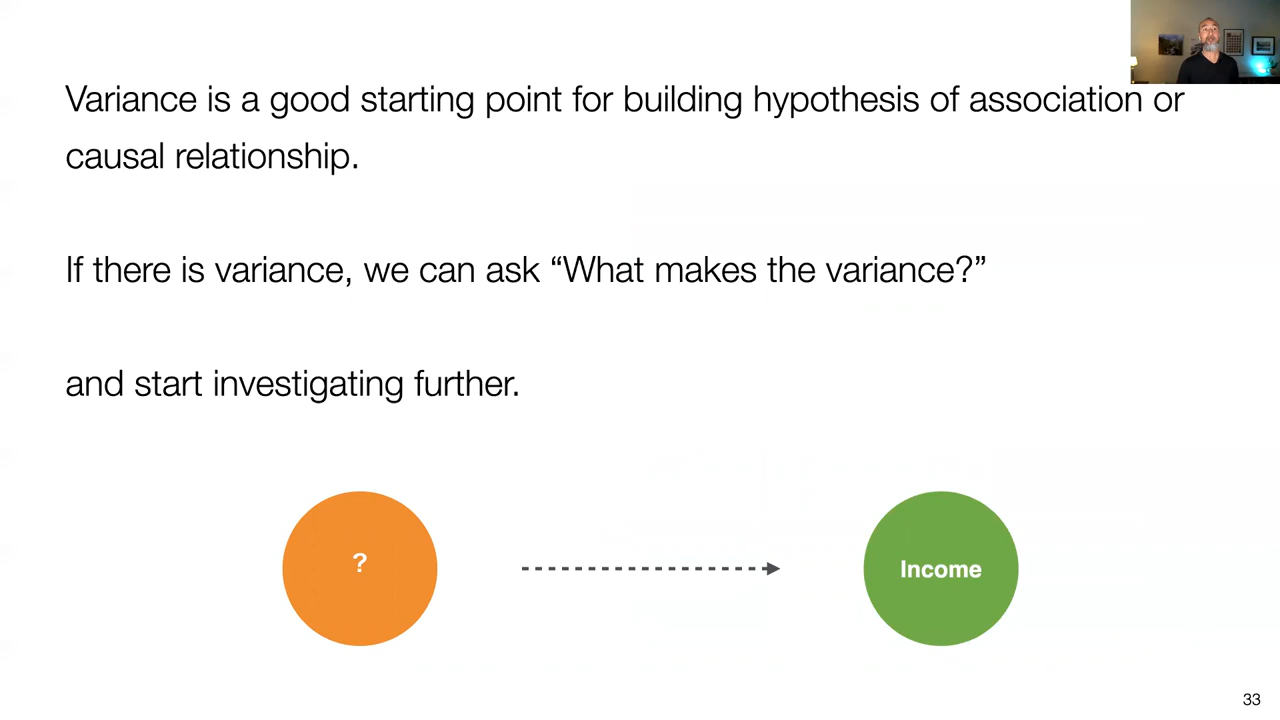 Variance is a good starting point for building hypothesis of association or
causal relationship.
If there is variance, we can ask “What makes the variance?”
and start investigating further.
?
Income
33